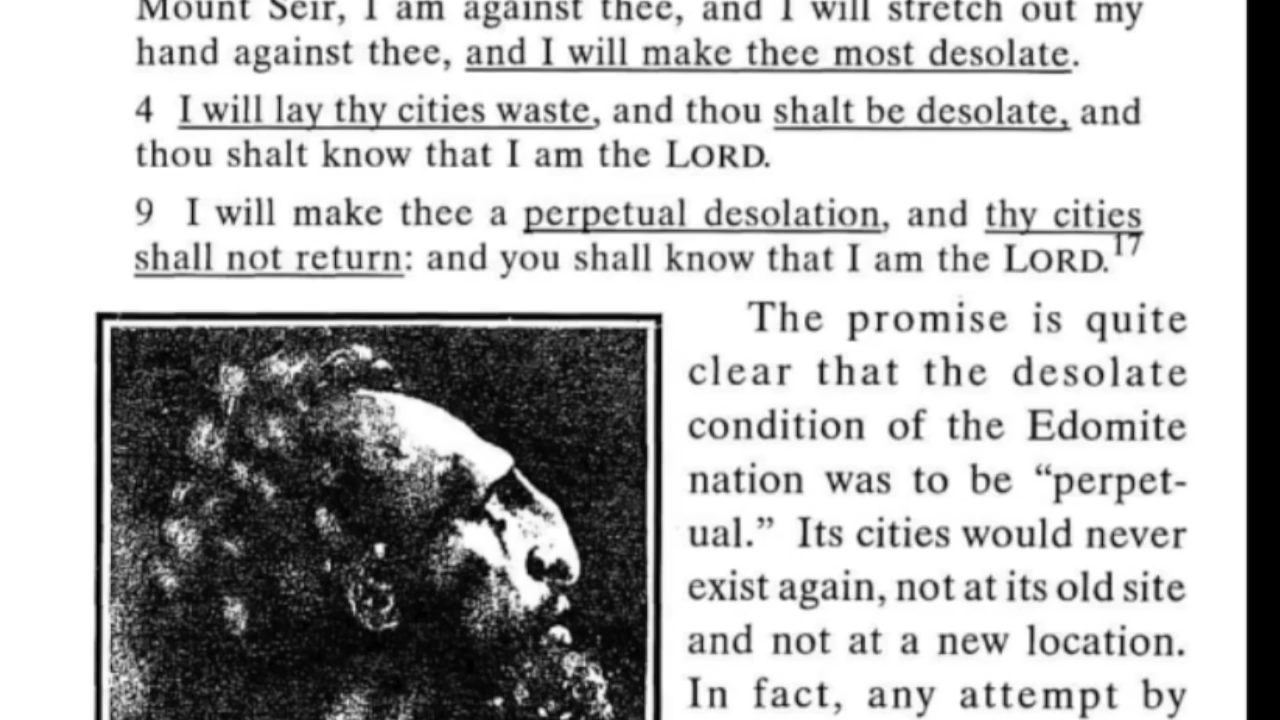 Mount Seir, I am against thee, and I will stretch out my
hand against thee, and I will make thee most desolate.
4 I will lay thy cities waste, and thou shalt be desolate, and
thou shalt know that I am the LORD.
9 I will make thee a perpetual desolation, and thy cities
shall not return: and you shall know that I am the LORD.17
The promise is quite
clear that the desolate
condition of the Edomite
nation was to be “perpet-
ual.” Its cities would never
exist again, not at its old site
and not at a new location.
In fact, any attempt by